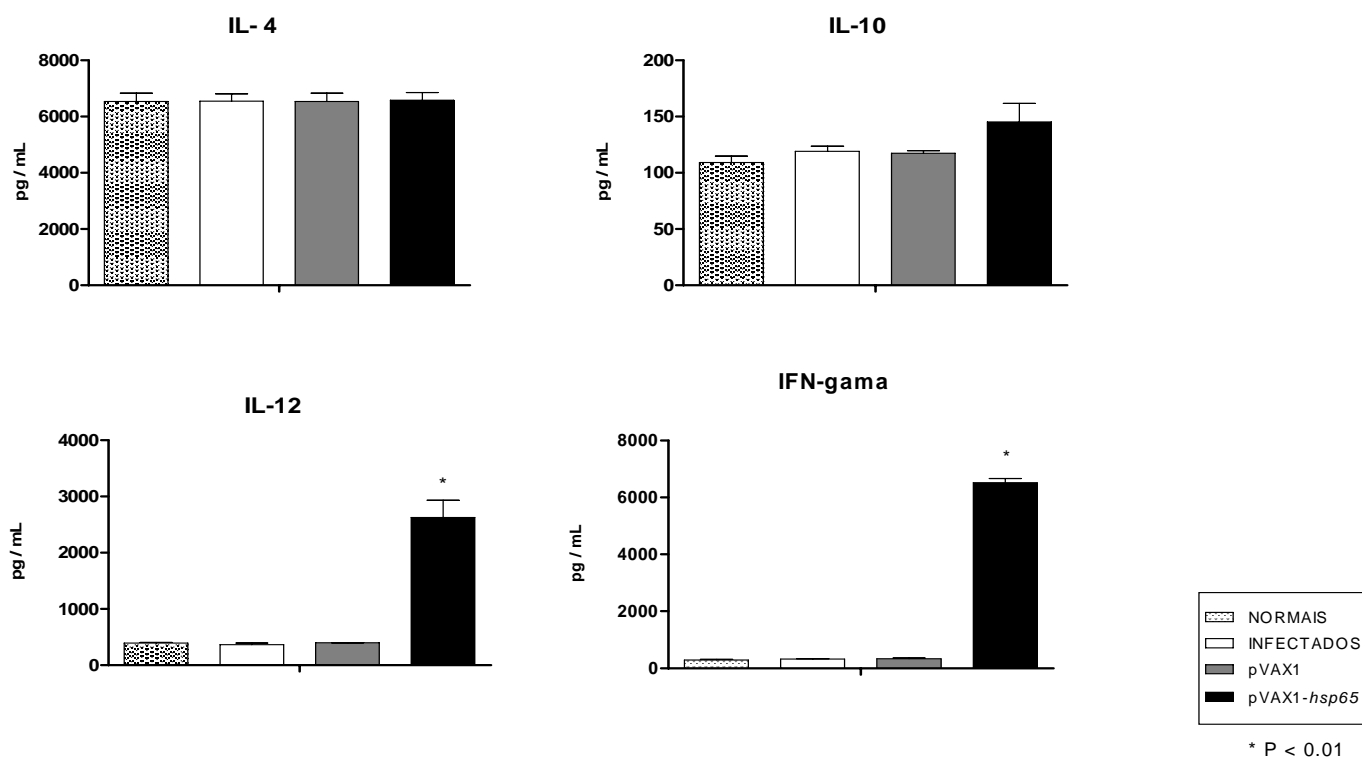 IL- 4
8000
6000
4000
2000
0
pg / mL
IL-10
200
150
100
50
0
pg / mL
IL-12
4000
3000
2000
1000
0
pg / mL
*
IFN-gama
8000
6000
4000
2000
0
pg / mL
*
NORMAIS
INFECTADOS
pVAX1
pVAX1-hsp65
* P < 0.01